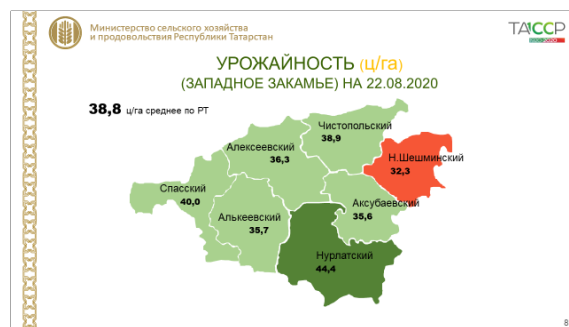 Министерство сельского хозяйства
и продовольствия Республики Татарстан
ТАССР
1920-2020
УРОЖАЙНОСТЬ (ц/га)
(ЗАПАДНОЕ ЗАКАМЬЕ) НА 22.08.2020
38,8 ц/га среднее по РТ
Чистопольский
38,9
Алексеевский
36,3
Н.Шешминский
32,3
Спасский
40,0
Аксубаевский
35,6
Алькеевский
35,7
Нурлатский
44,4
8